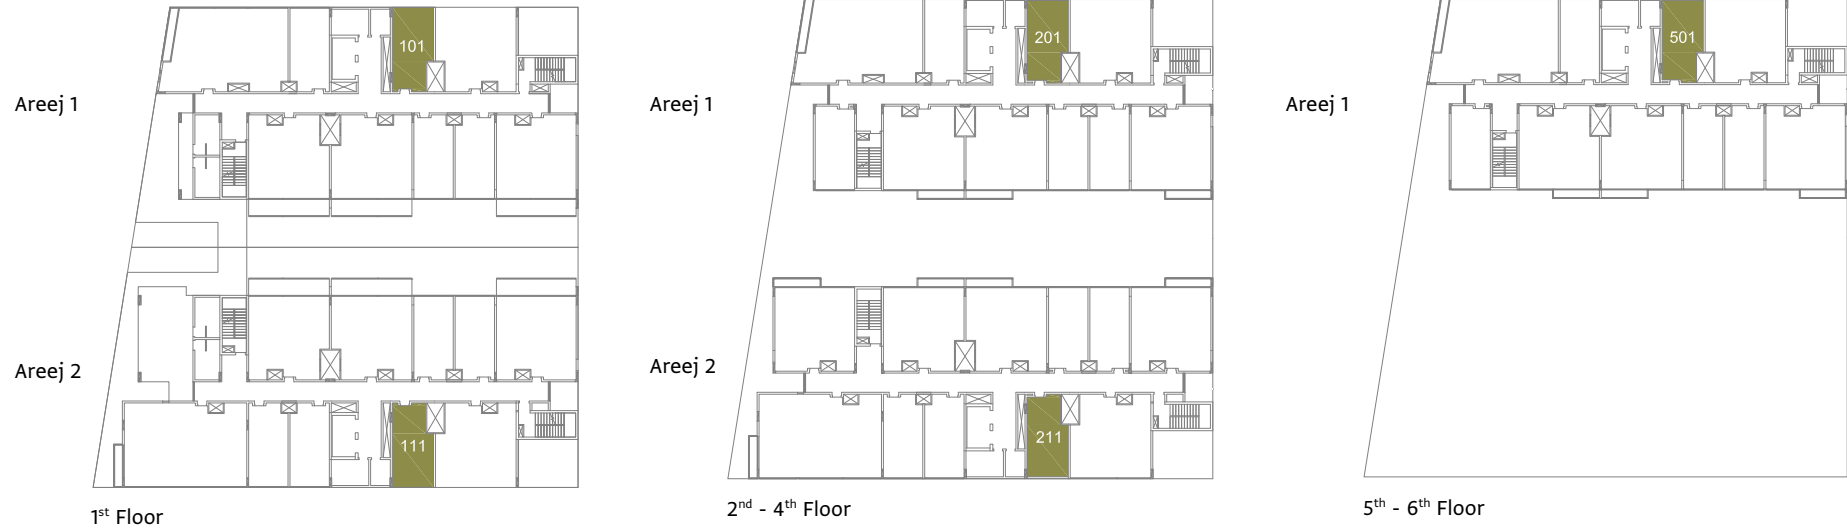 101
Areej 1
Areej 2
111
1st Floor
201
Areej 1
Areej 2
211
2nd - 4th Floor
501
Areej 1
5th - 6th Floor